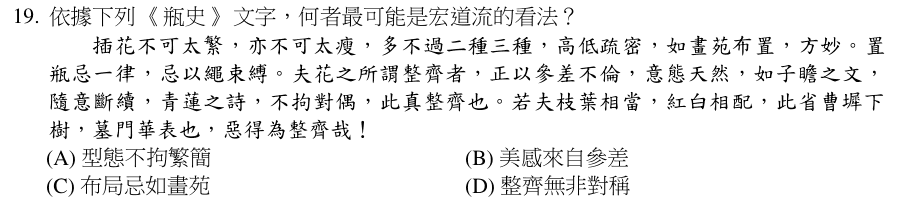 19. 依據下列《瓶史》文字，何者最可能是宏道流的看法？
插花不可太繁，亦不可太瘦，多不過二種三種，高低疏密，如畫苑布置，方妙。置
瓶忌一律，忌以繩束縛。夫花之所謂整齊者，正以參差不倫，意態天然，如子瞻之文，
隨意斷續，青蓮之詩，不拘對偶，此真整齊也。若夫枝葉相當，紅白相配，此省曹墀下
樹，墓門華表也，惡得為整齊哉！
(A) 型態不拘繁簡 (B) 美感來自參差
(C) 布局忌如畫苑 (D) 整齊無非對稱